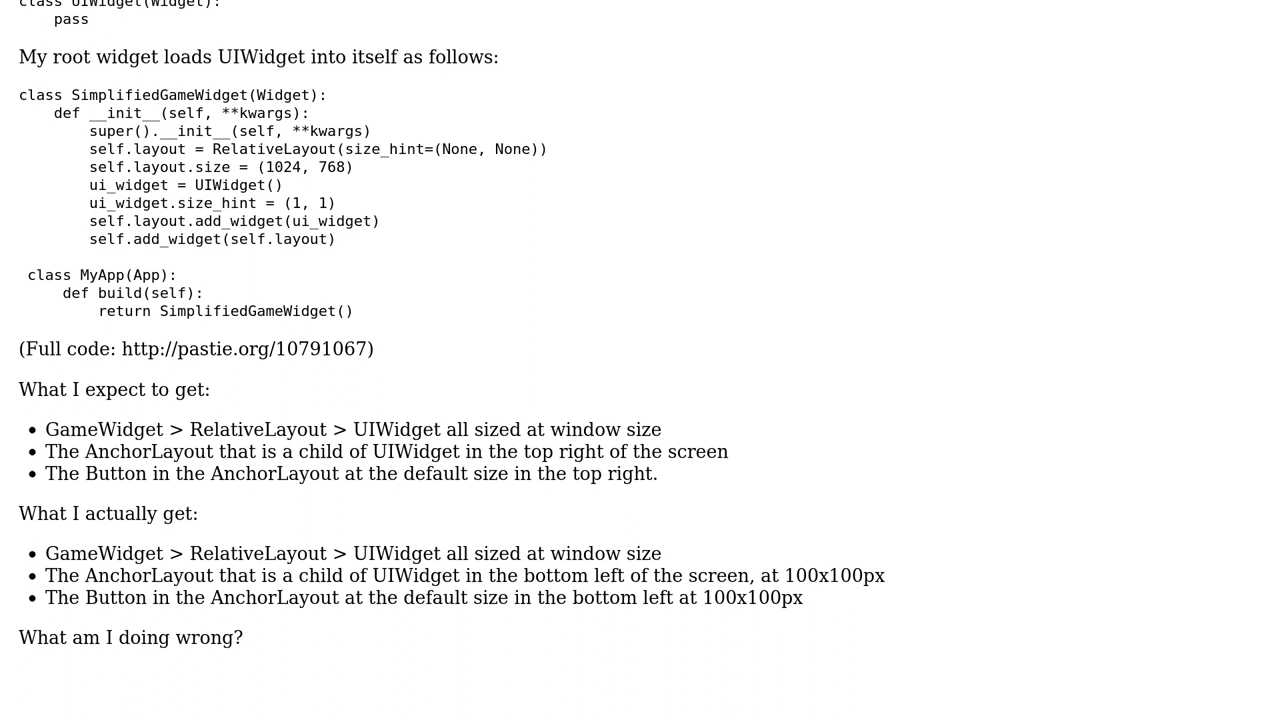 class UIWidget(Widget):
    pass
My root widget loads UIWidget into itself as follows:
class SimplifiedGameWidget(Widget):
    def __init__(self, **kwargs):
        super().__init__(self, **kwargs)
        self.layout = RelativeLayout(size_hint=(None, None))
        self.layout.size = (1024, 768)
        ui_widget = UIWidget()
        ui_widget.size_hint = (1, 1)
        self.layout.add_widget(ui_widget)
        self.add_widget(self.layout)
 class MyApp(App):
     def build(self):
         return SimplifiedGameWidget()
(Full code: http://pastie.org/10791067)
What I expect to get:
• GameWidget > RelativeLayout > UIWidget all sized at window size
• The AnchorLayout that is a child of UIWidget in the top right of the screen
• The Button in the AnchorLayout at the default size in the top right.
What I actually get:
• GameWidget > RelativeLayout > UIWidget all sized at window size
• The AnchorLayout that is a child of UIWidget in the bottom left of the screen, at 100x100px
• The Button in the AnchorLayout at the default size in the bottom left at 100x100px
What am I doing wrong?